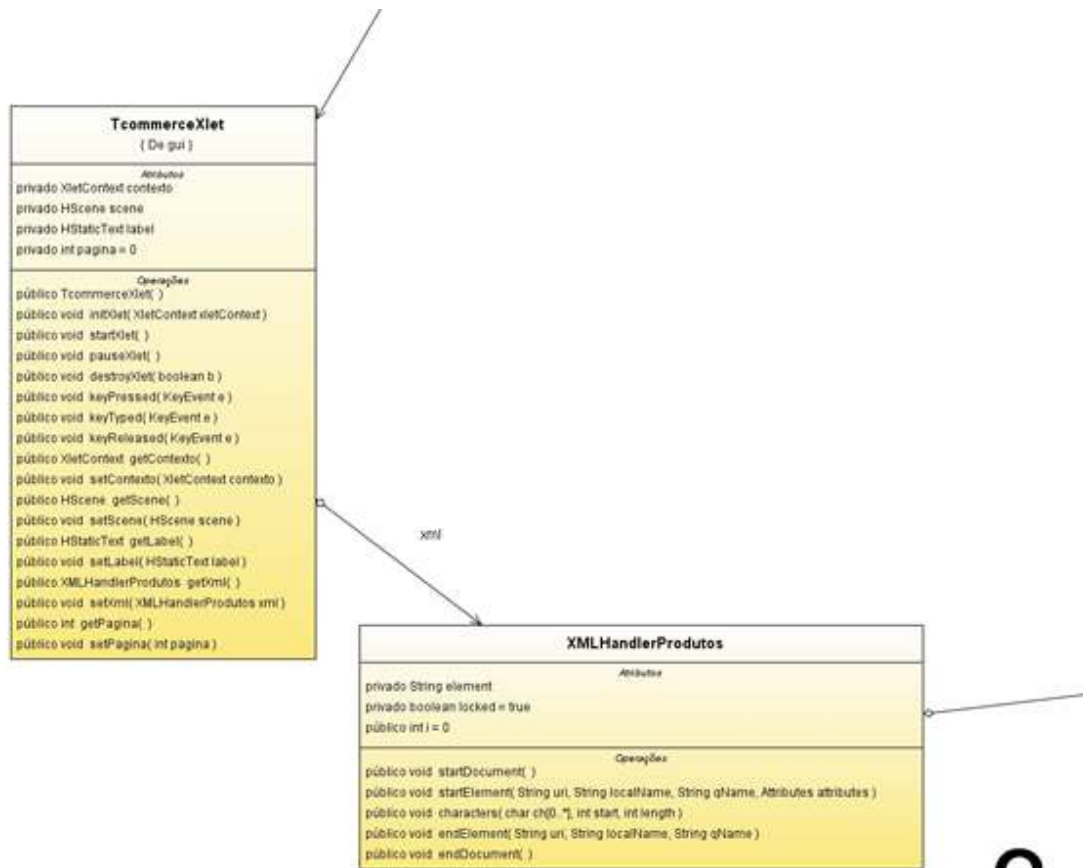 TcommerceXlet
( De gui )
Atributos
privado XletContext contexto
privado HScene scene
privado HStaticText label
privado int pagina = 0
Operações
público TcommerceXlet( )
público void initXlet( XletContext xletContext )
público void startXlet( )
público void pauseXlet( )
público void destroyXlet( boolean b )
público void keyPressed( KeyEvent e )
público void keyTyped( KeyEvent e )
público void keyReleased( KeyEvent e )
público XletContext getContexto( )
público void setContexto( XletContext contexto )
público HScene getScene( )
público void setScene( HScene scene )
público HStaticText getLabel( )
público void setLabel( HStaticText label )
público XMLHandlerProdutos getXml( )
público void setXml( XMLHandlerProdutos xml )
público int getPagina( )
público void setPagina( int pagina )
xml
XMLHandlerProdutos
Atributos
privado String element
privado boolean locked = true
público int i = 0
Operações
público void startDocument( )
público void startElement( String uri, String localName, String qName, Attributes attributes )
público void characters( char ch[0..*], int start, int length )
público void endElement( String uri, String localName, String qName )
público void endDocument( )